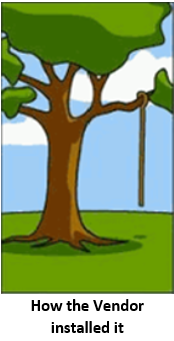 How the Vendor
installed it